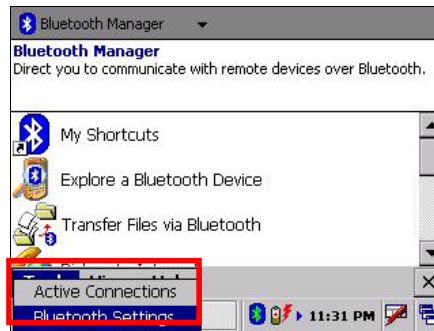 Bluetooth Manager
Bluetooth Manager
Direct you to communicate with remote devices over Bluetooth.
My Shortcuts
Explore a Bluetooth Device
Transfer Files via Bluetooth
Active Connections
Bluetooth Settings
11:31 PM